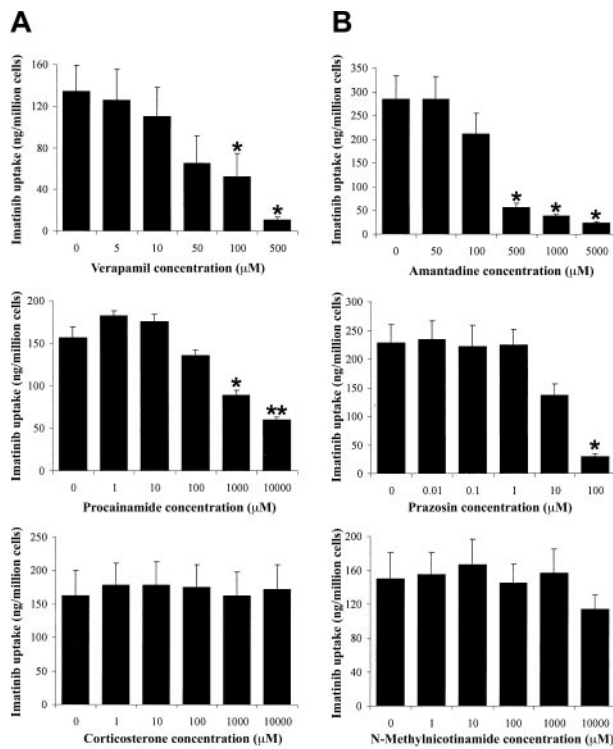 A
B
Imatinib uptake (ng/million cells)
160
120
80
40
0
*
*
0 5 10 50 100 500
Verapamil concentration (μM)
Imatinib uptake (ng/million cells)
350
300
250
200
150
100
50
0
*
*
*
0 50 100 500 1000 5000
Amantadine concentration (μM)
Imatinib uptake (ng/million cells)
200
150
100
50
0
*
**
0 1 10 100 1000 10000
Procainamide concentration (μM)
Imatinib uptake (ng/million cells)
300
250
200
150
100
50
0
*
0 0.01 0.1 1 10 100
Prazosin concentration (μM)
Imatinib uptake (ng/million cells)
250
200
150
100
50
0
0 1 10 100 1000 10000
Corticosterone concentration (μM)
Imatinib uptake (ng/million cells)
200
160
120
80
40
0
0 1 10 100 1000 10000
N-Methylnicotinamide concentration (μM)